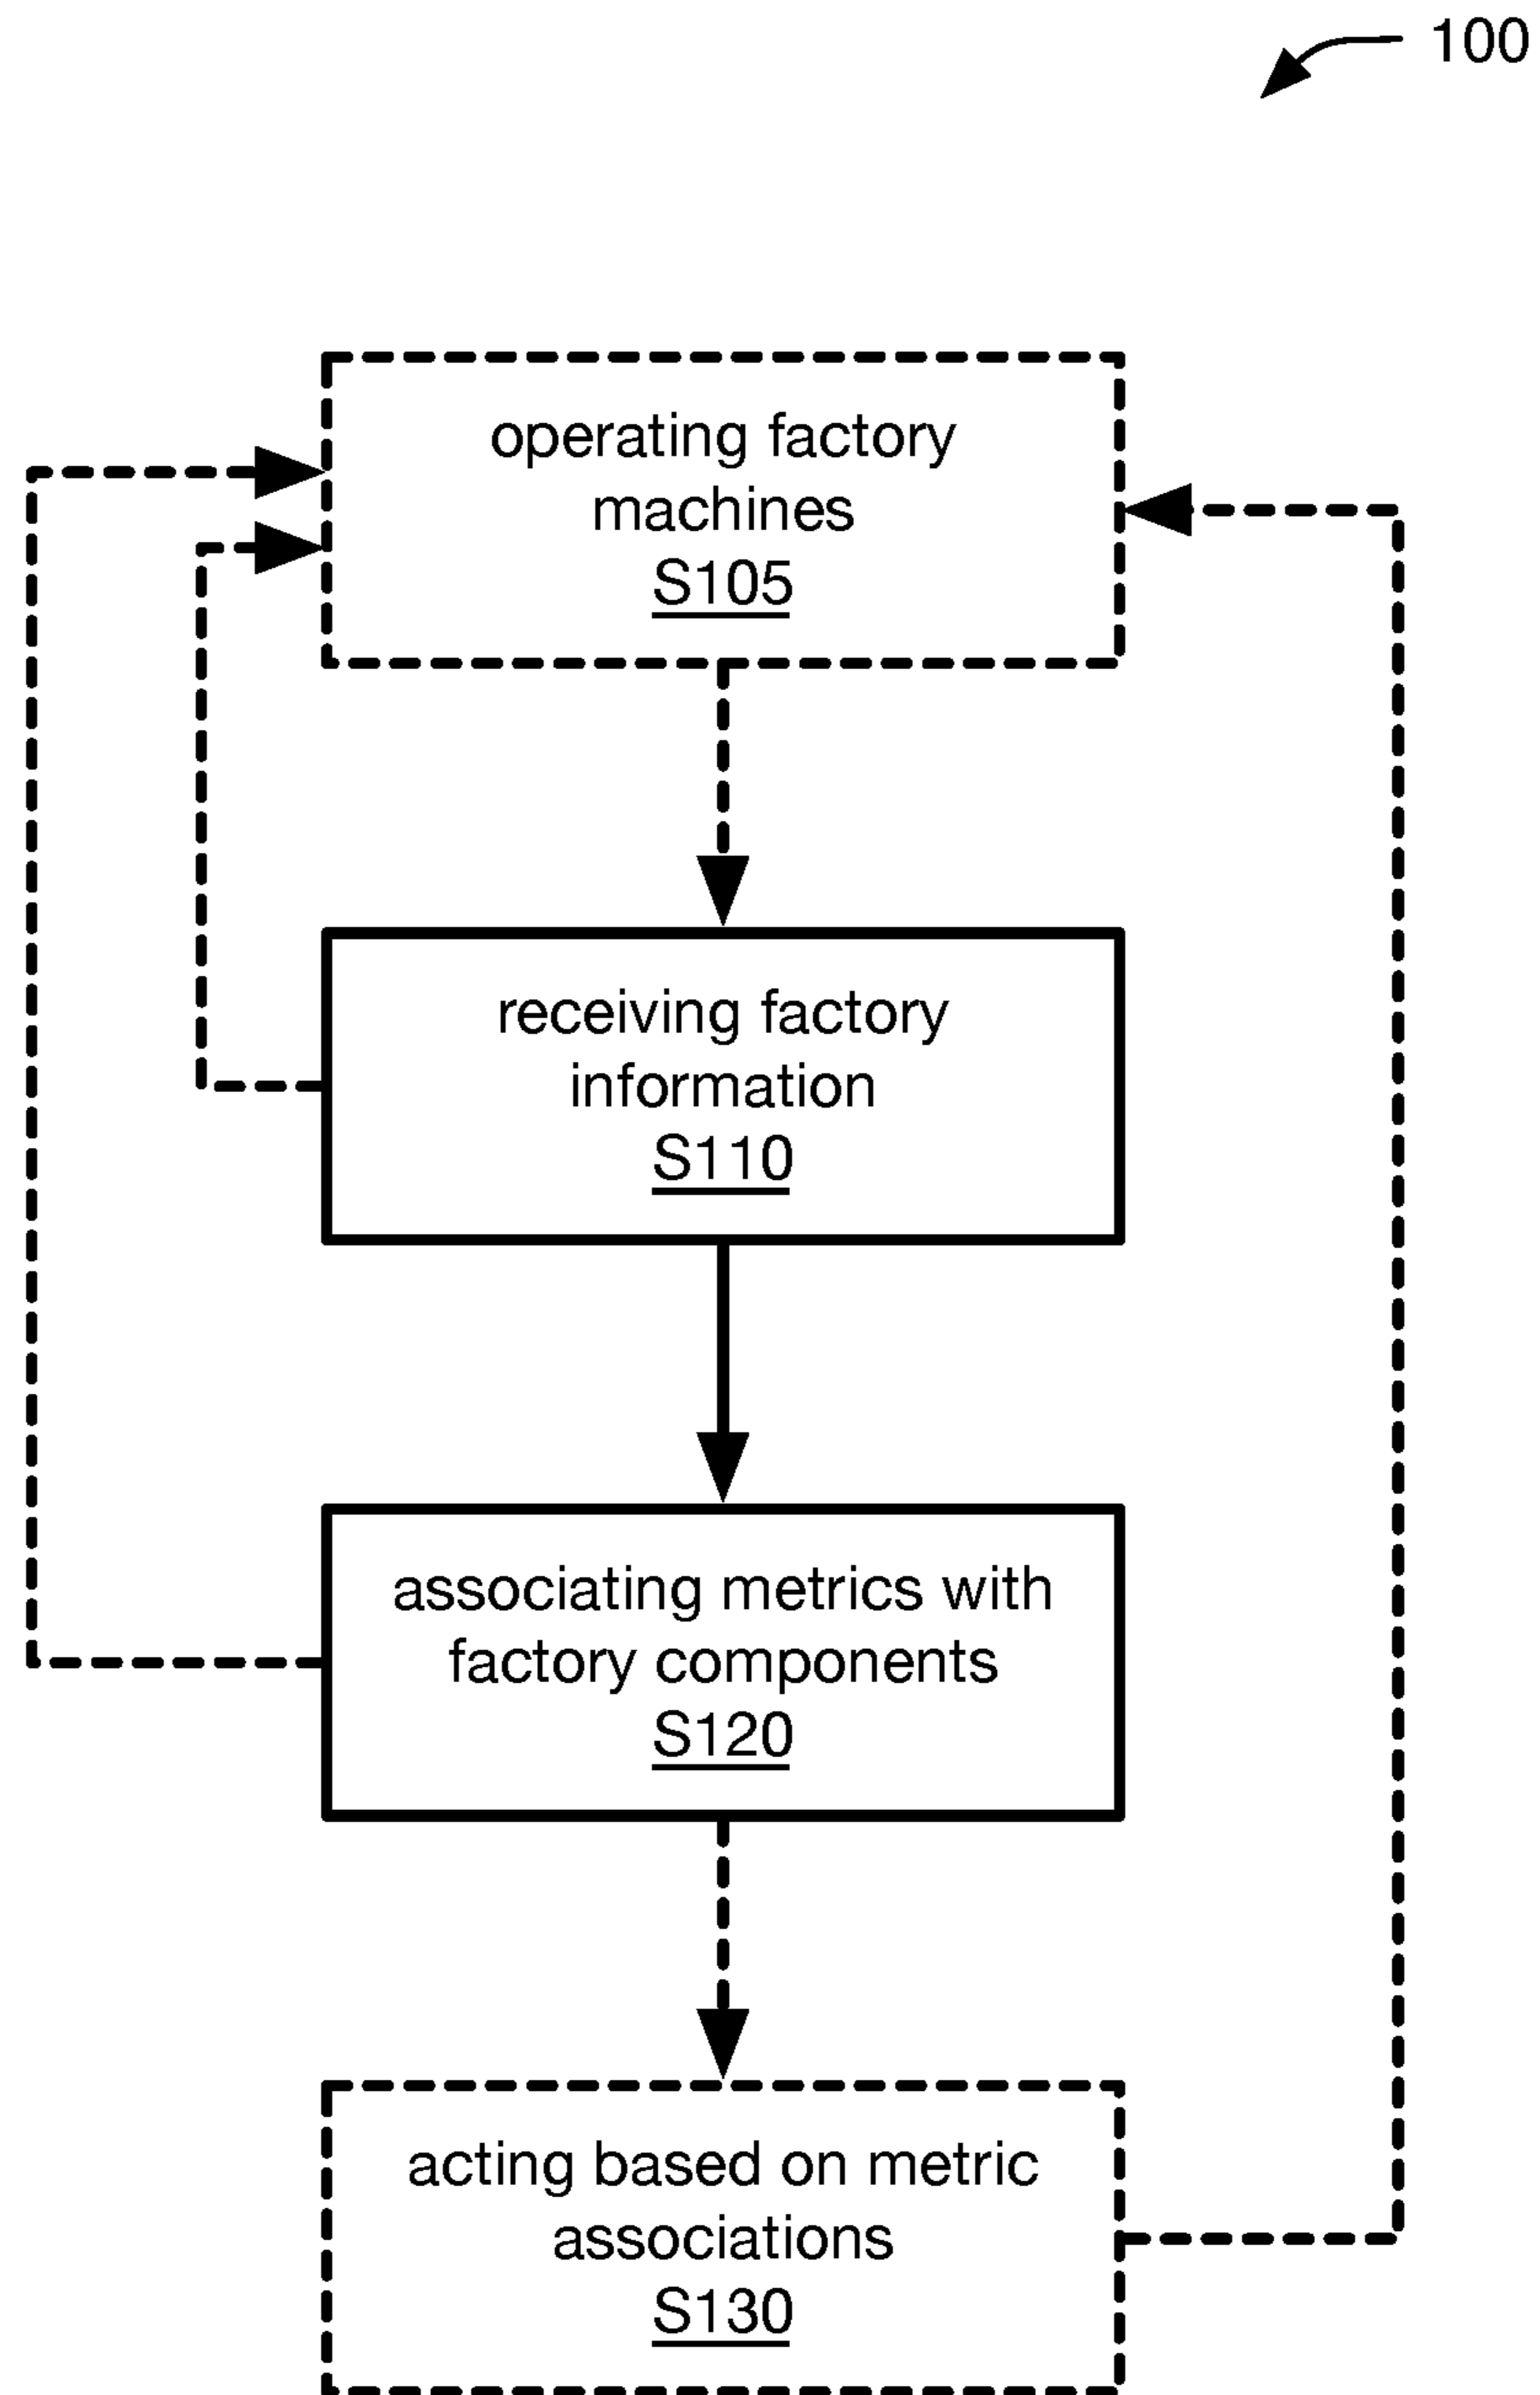 100
operating factory
machines
S105
receiving factory
information
S110
associating metrics with
factory components
S120
acting based on metric
associations
S130